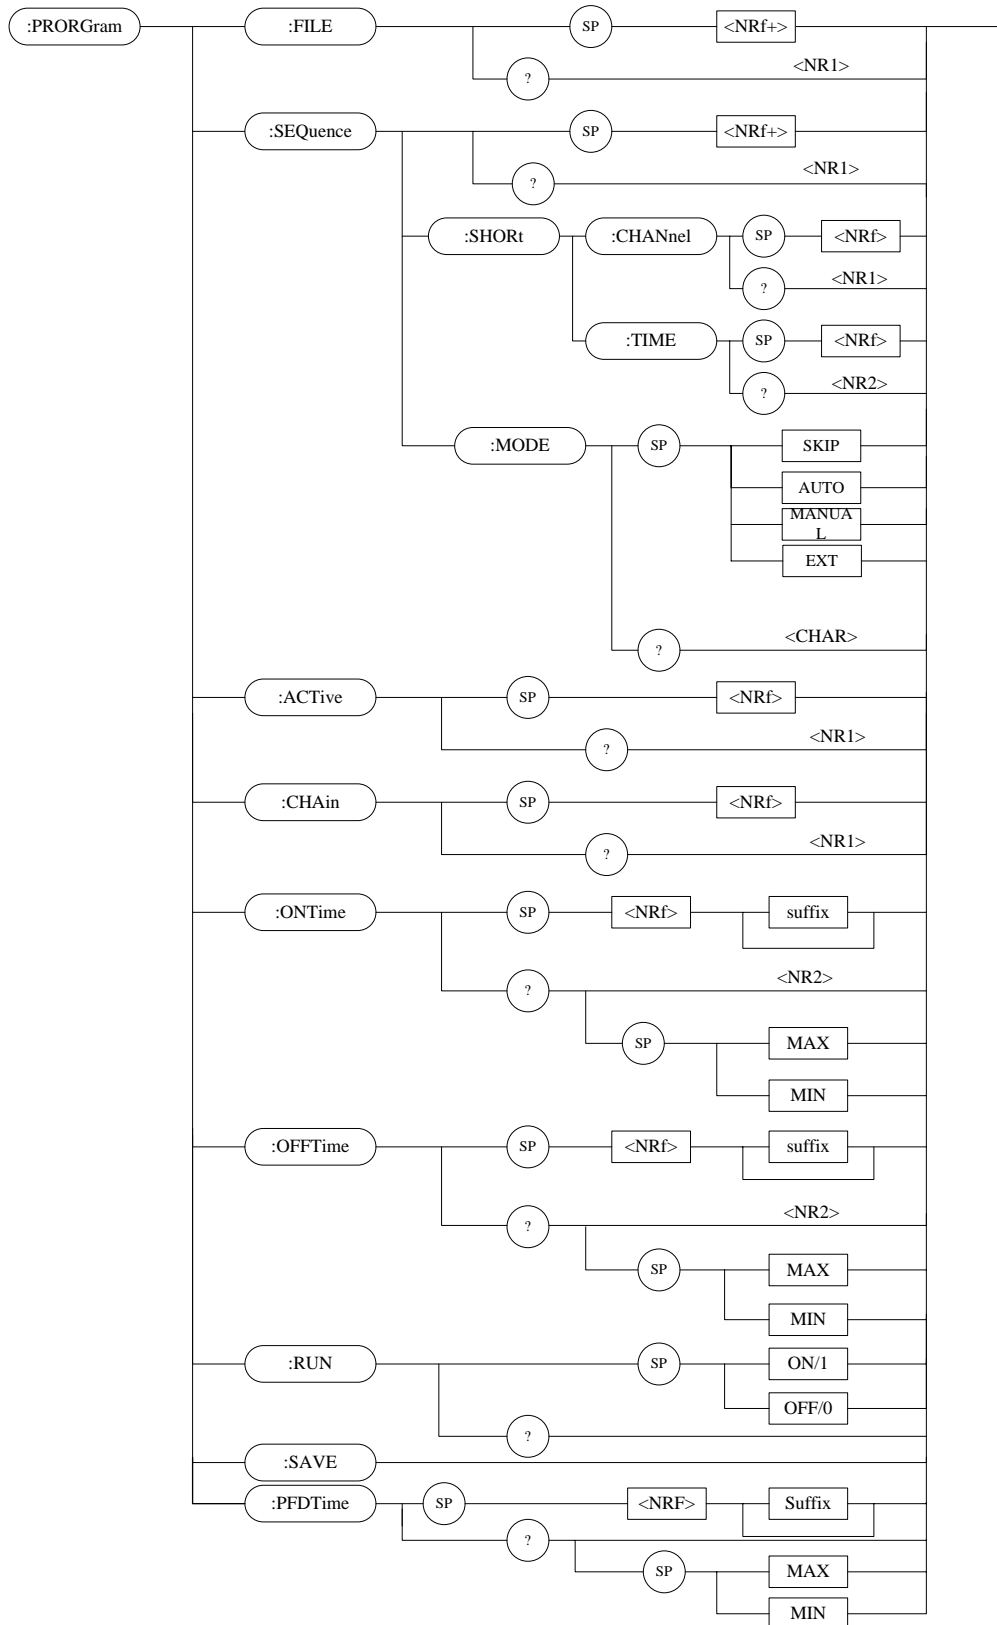 :PRORGram :FILE SP <NRf+>
? <NR1>
:SEQuence SP <NRf+>
? <NR1>
:SHORt :CHANnel SP <NRf>
? <NR1>
:TIME SP <NRf>
? <NR2>
:MODE SP SKIP
AUTO
MANUA
L
EXT
? <CHAR>
:ACTive SP <NRf>
? <NR1>
:CHAin SP <NRf>
? <NR1>
:ONTime SP <NRf> suffix
? <NR2>
SP MAX
MIN
:OFFTime SP <NRf> suffix
? <NR2>
SP MAX
MIN
:RUN SP ON/1
OFF/0
?
:SAVE
:PFDTime SP <NRF> Suffix
?
SP MAX
MIN